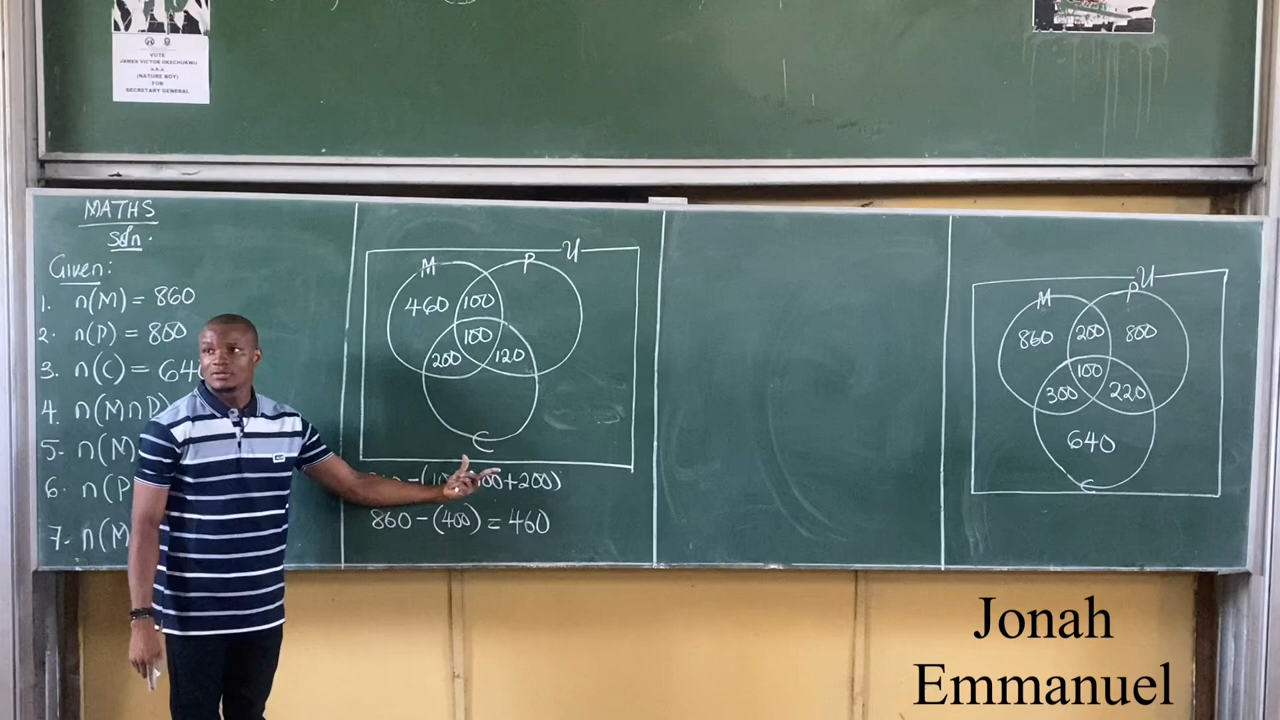 VOTE
JAMES VICTOR OKECHUKWU
a.k.a
(NATURE BOY)
FOR
SECRETARY GENERAL
MATHS
Soln.
Given:
1. n(M) = 860
2. n(P) = 800
3. n(C) = 64
4. n(M∩P)
5. n(M
6. n(P
7. n(M
U
M P
460 100
100
200 120
C
00+200)
860-(400) = 460
U
M P
860 200 800
100
300 220
640
C
Jonah
Emmanuel